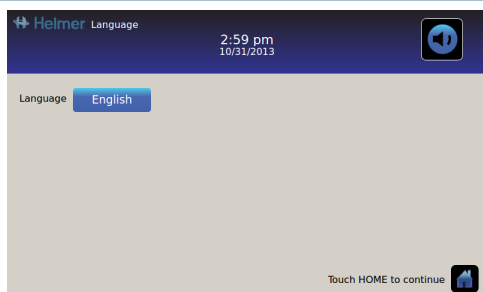 Helmer Language
2:59 pm
10/31/2013
Language English
Touch HOME to continue